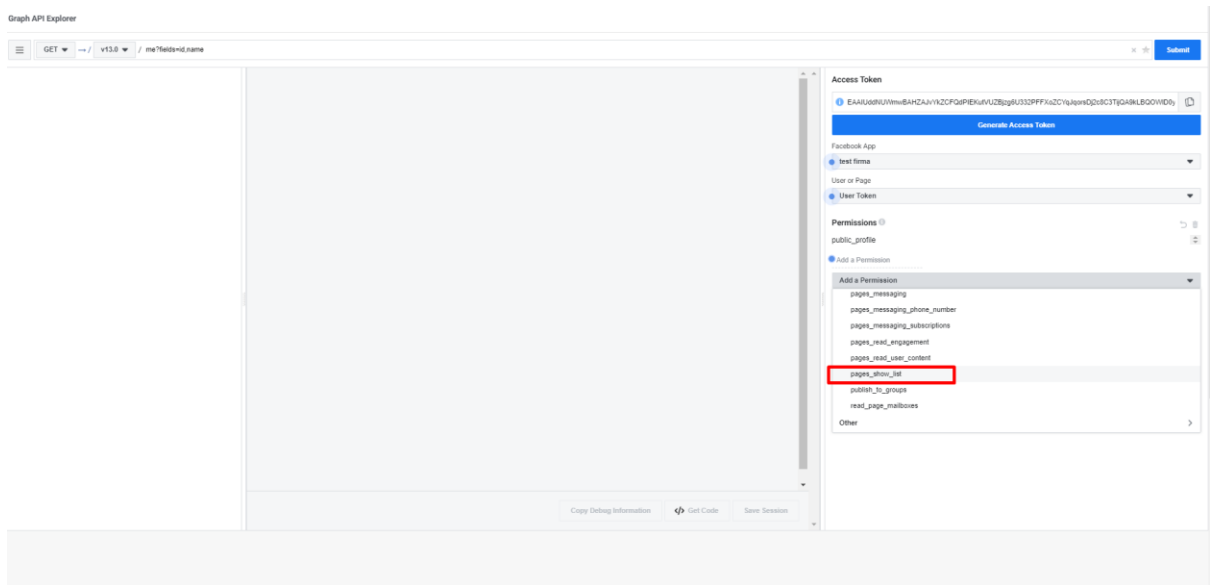 Graph API Explorer
GET → / v13.0 / me?fields=id,name
Submit
Access Token
Generate Access Token
Facebook App
test firma
User or Page
User Token
Permissions
public_profile
Add a Permission
Add a Permission
pages_messaging
pages_messaging_phone_number
pages_messaging_subscriptions
pages_read_engagement
pages_read_user_content
pages_show_list
publish_to_groups
read_page_mailboxes
Other
Copy Debug Information
Get Code
Save Session